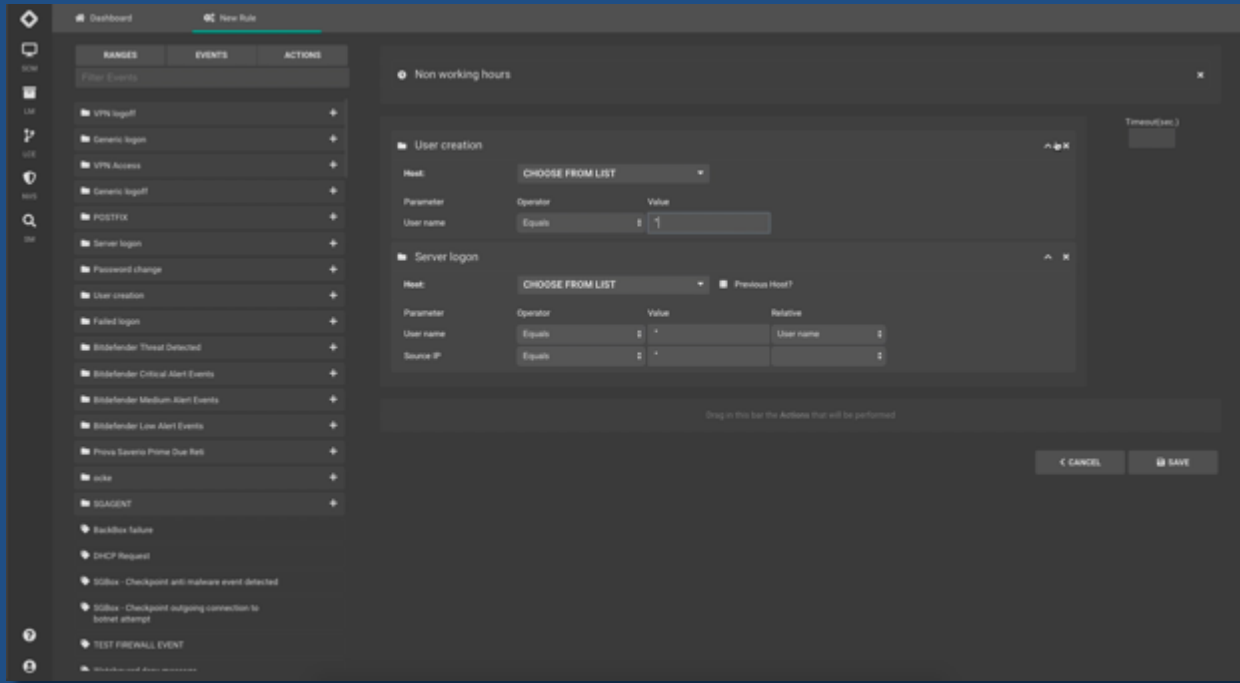 Dashboard
New Rule
SCM
LM
LCE
NVS
SM
RANGES EVENTS ACTIONS
Filter Events
VPN logoff
Generic logon
VPN Access
Generic logoff
POSTFIX
Server logon
Password change
User creation
Failed logon
Bitdefender Threat Detected
Bitdefender Critical Alert Events
Bitdefender Medium Alert Events
Bitdefender Low Alert Events
Prova Saverio Prime Due Reti
ocke
SGAGENT
BackBox failure
DHCP Request
SGBox - Checkpoint anti malware event detected
SGBox - Checkpoint outgoing connection to
botnet attempt
TEST FIREWALL EVENT
Non working hours
Timeout(sec.)
User creation
Host: CHOOSE FROM LIST
Parameter Operator Value
User name Equals *
Server logon
Host: CHOOSE FROM LIST Previous Host?
Parameter Operator Value Relative
User name Equals * User name
Source IP Equals *
Drag in this bar the Actions that will be performed
CANCEL SAVE